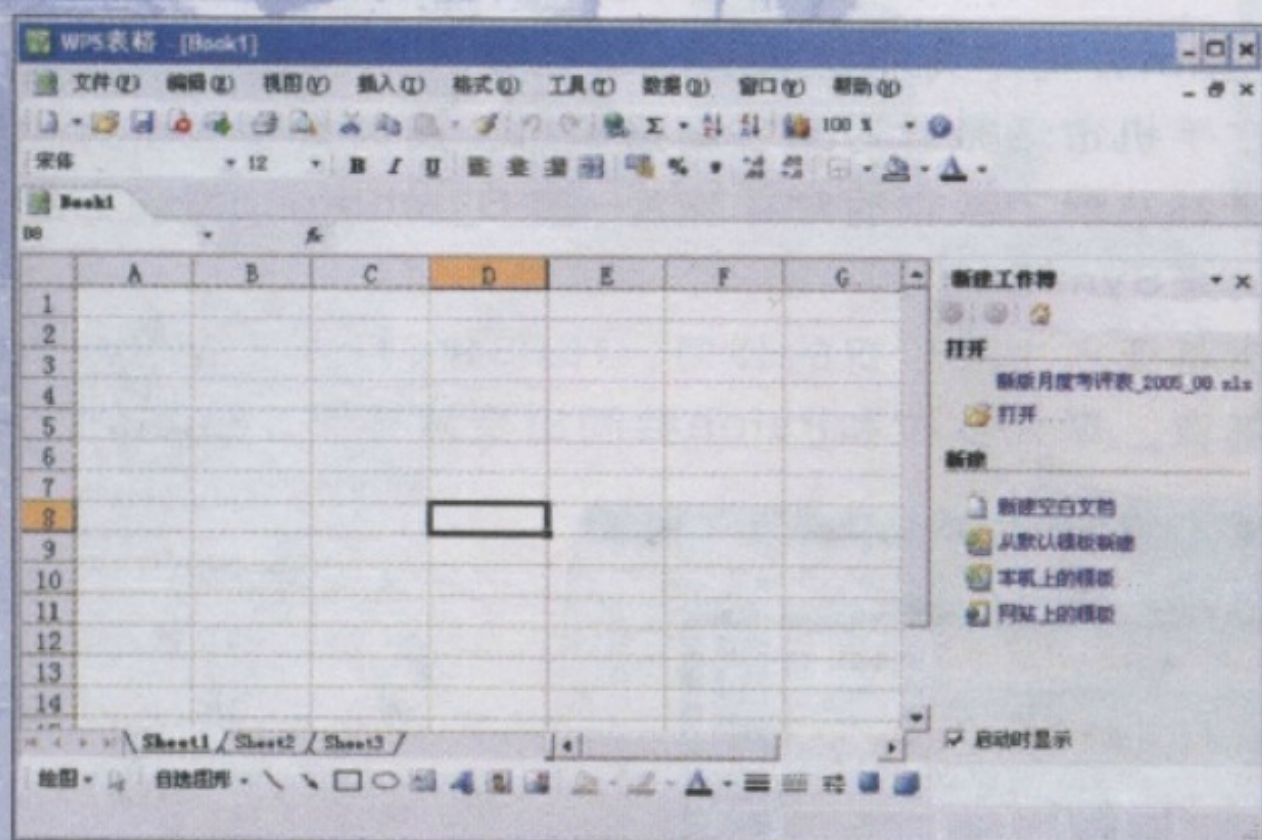 WPS表格 - [Book1]
文件(F) 编辑(E) 视图(V) 插入(I) 格式(O) 工具(T) 数据(D) 窗口(W) 帮助(H)
Σ 100 %
宋体 12 B I U % , A
Book1
D8 fx
A B C D E F G
1
2
3
4
5
6
7
8
9
10
11
12
13
14
Sheet1 / Sheet2 / Sheet3
绘图 自选图形 A
新建工作簿
打开
新版月度考评表_2005_08.xls
打开...
新建
新建空白文档
从默认模板新建
本机上的模板
网站上的模板
启动时显示